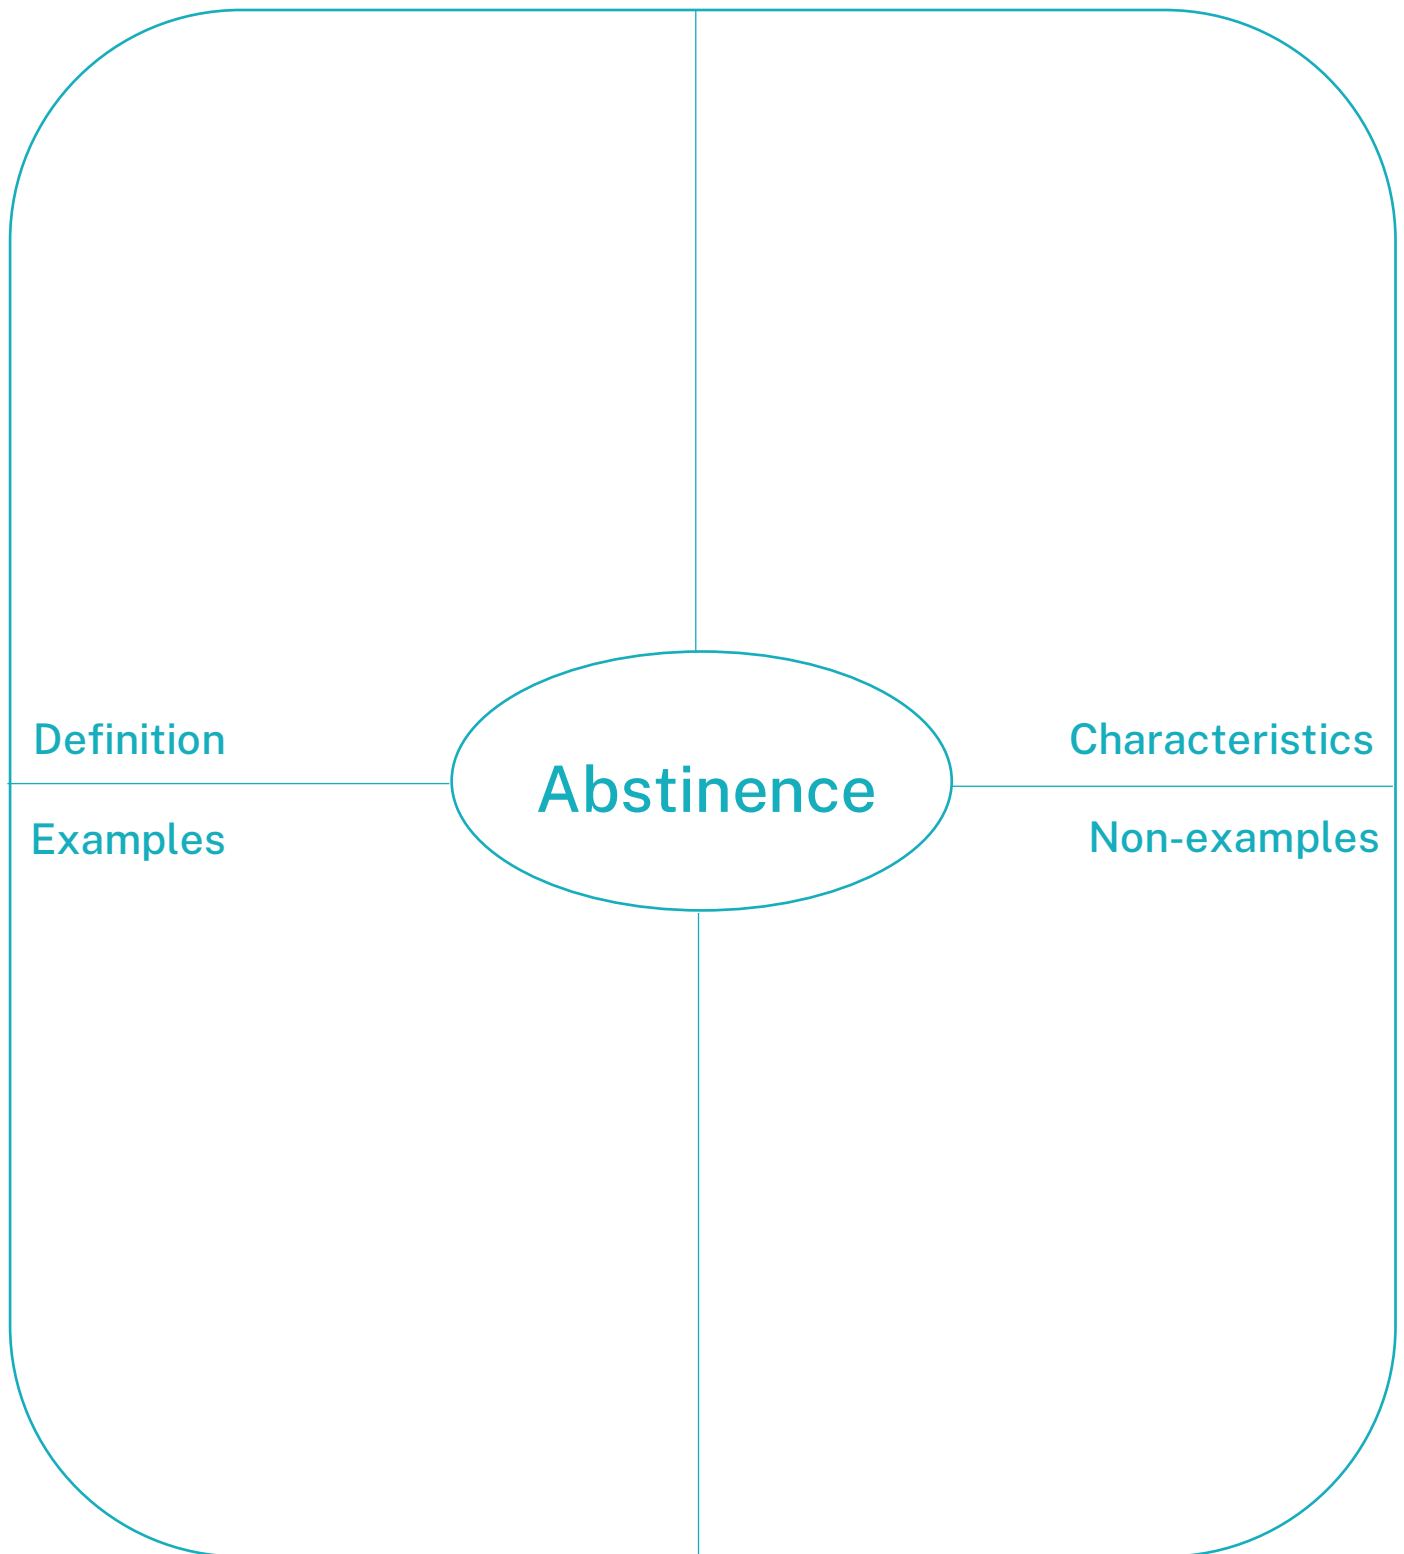 Definition
Characteristics
Abstinence
Examples
Non-examples